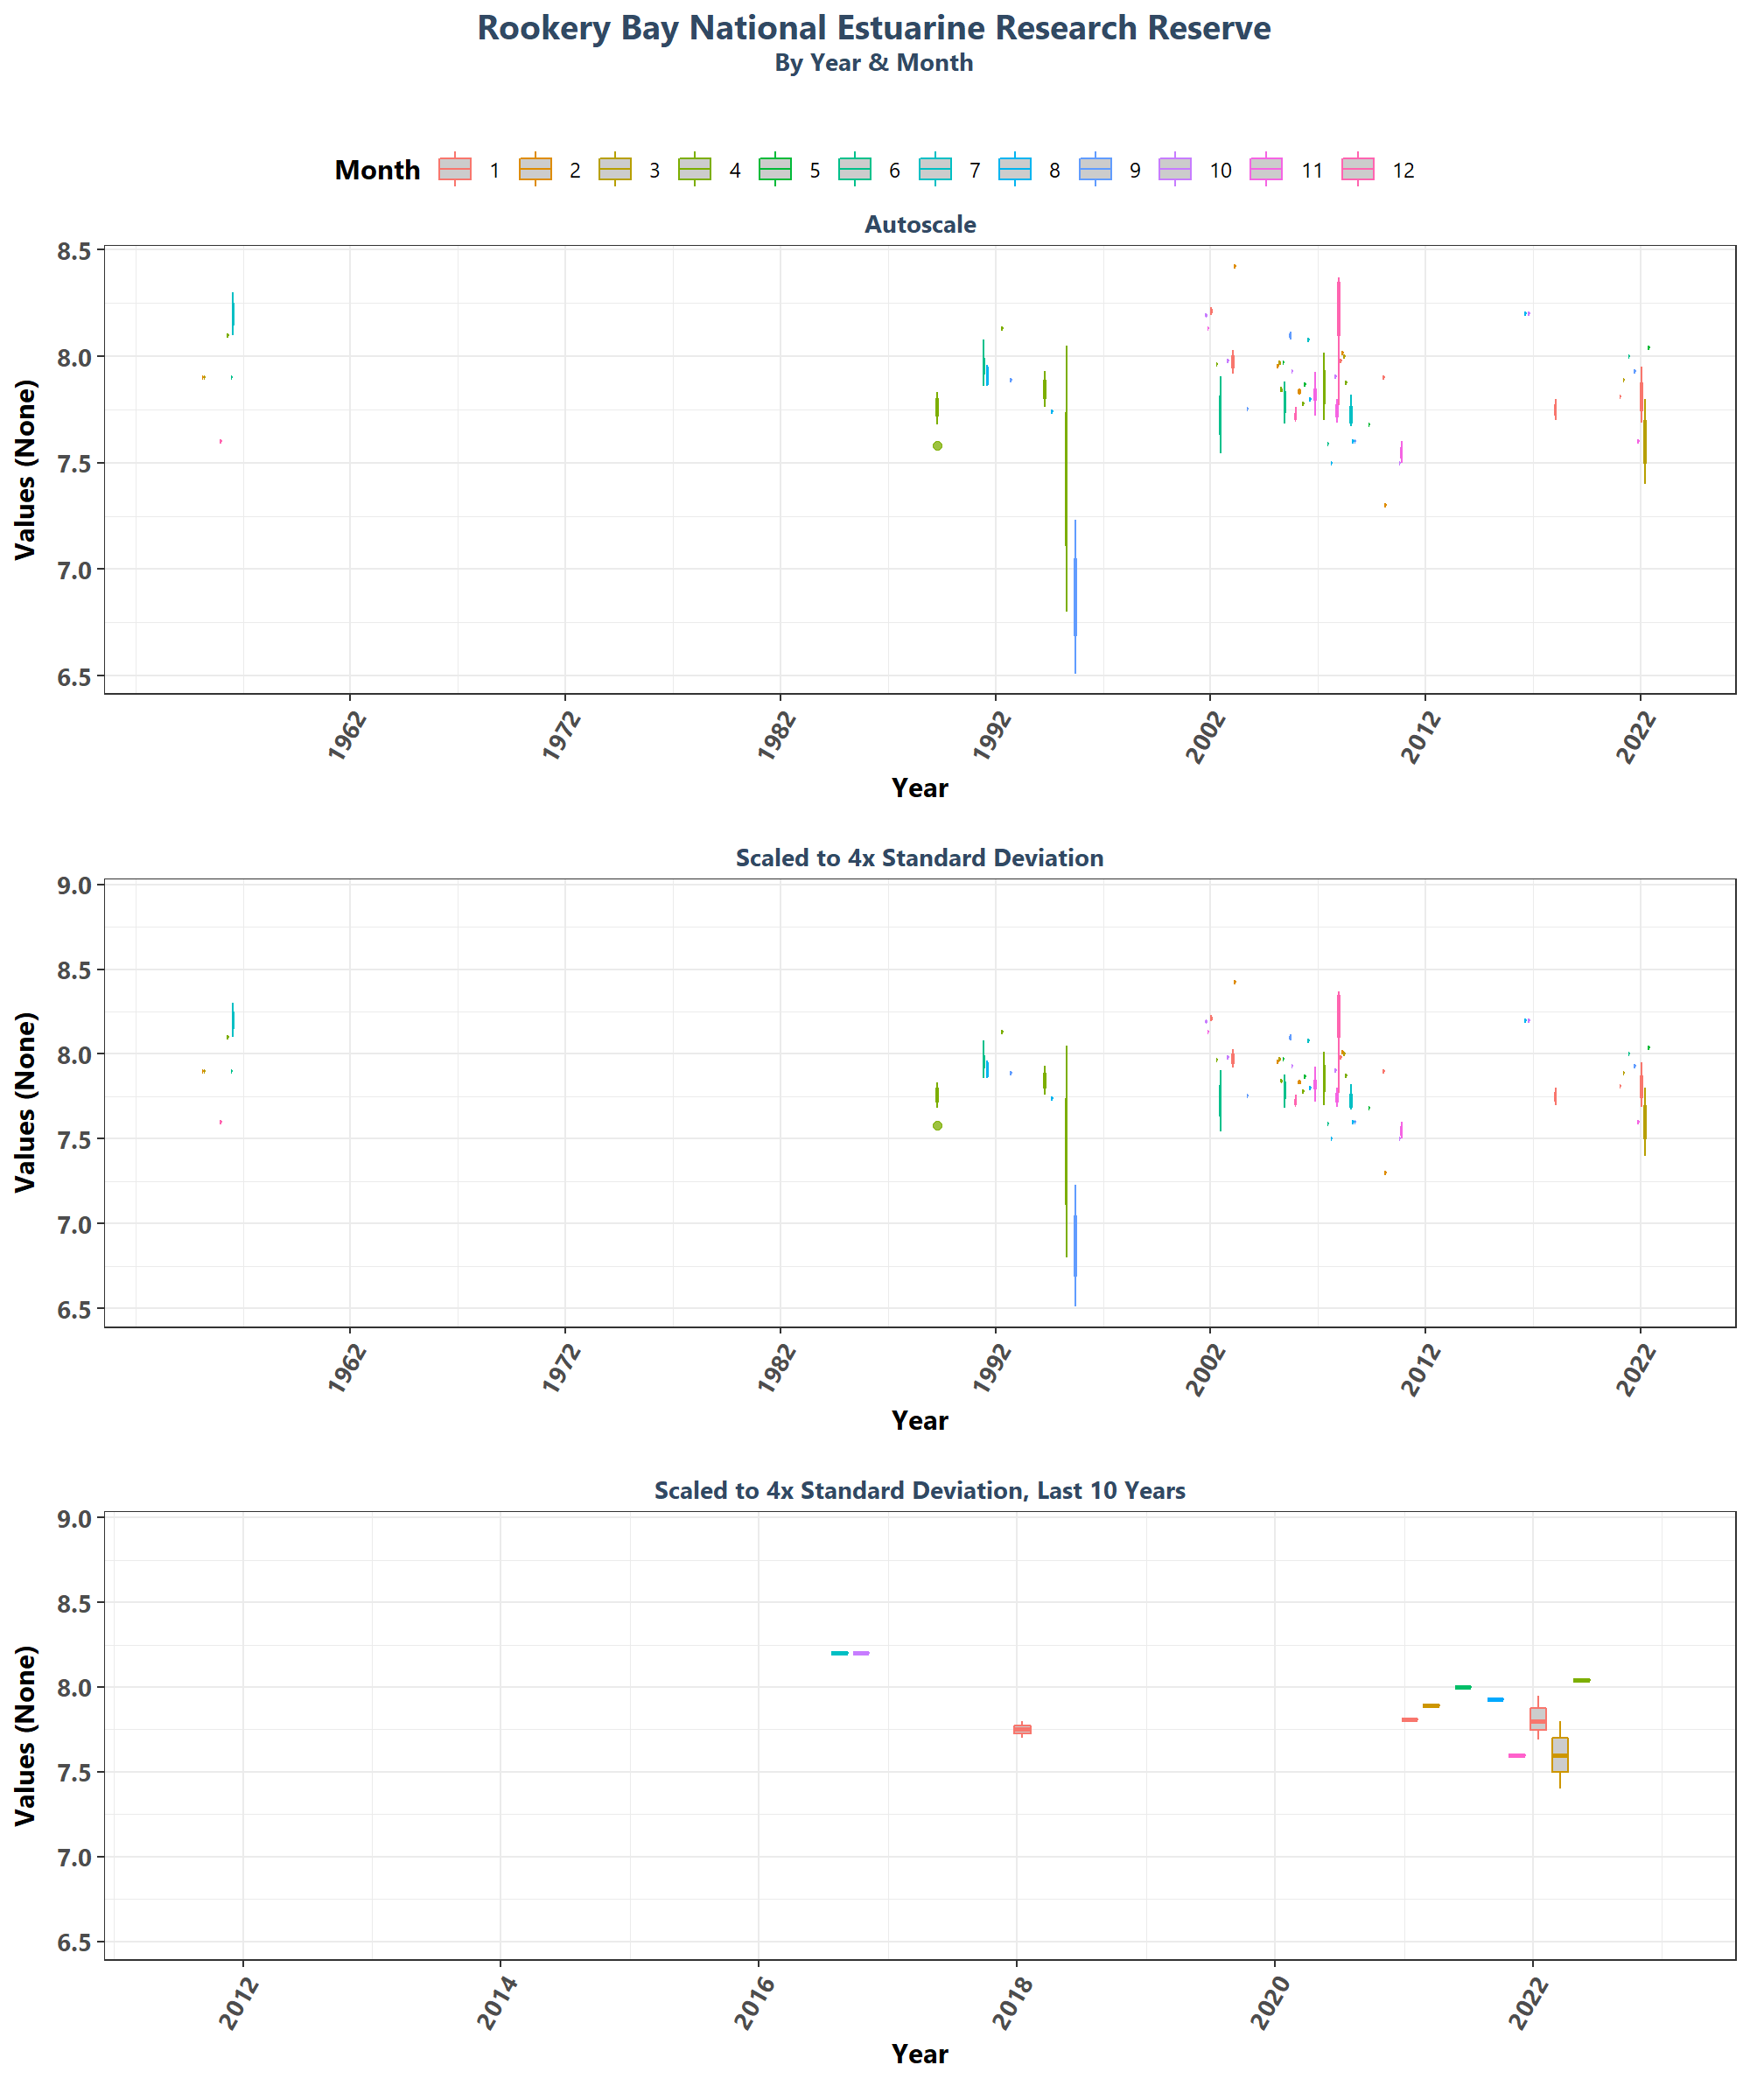 Rookery Bay National Estuarine Research Reserve
By Year & Month
Month 1 2 3 4 5 6 7 8 9 10 11 12
Autoscale
Values (None)
8.5
8.0
7.5
7.0
6.5
1962 1972 1982 1992 2002 2012 2022
Year
Scaled to 4x Standard Deviation
Values (None)
9.0
8.5
8.0
7.5
7.0
6.5
1962 1972 1982 1992 2002 2012 2022
Year
Scaled to 4x Standard Deviation, Last 10 Years
Values (None)
9.0
8.5
8.0
7.5
7.0
6.5
2012 2014 2016 2018 2020 2022
Year